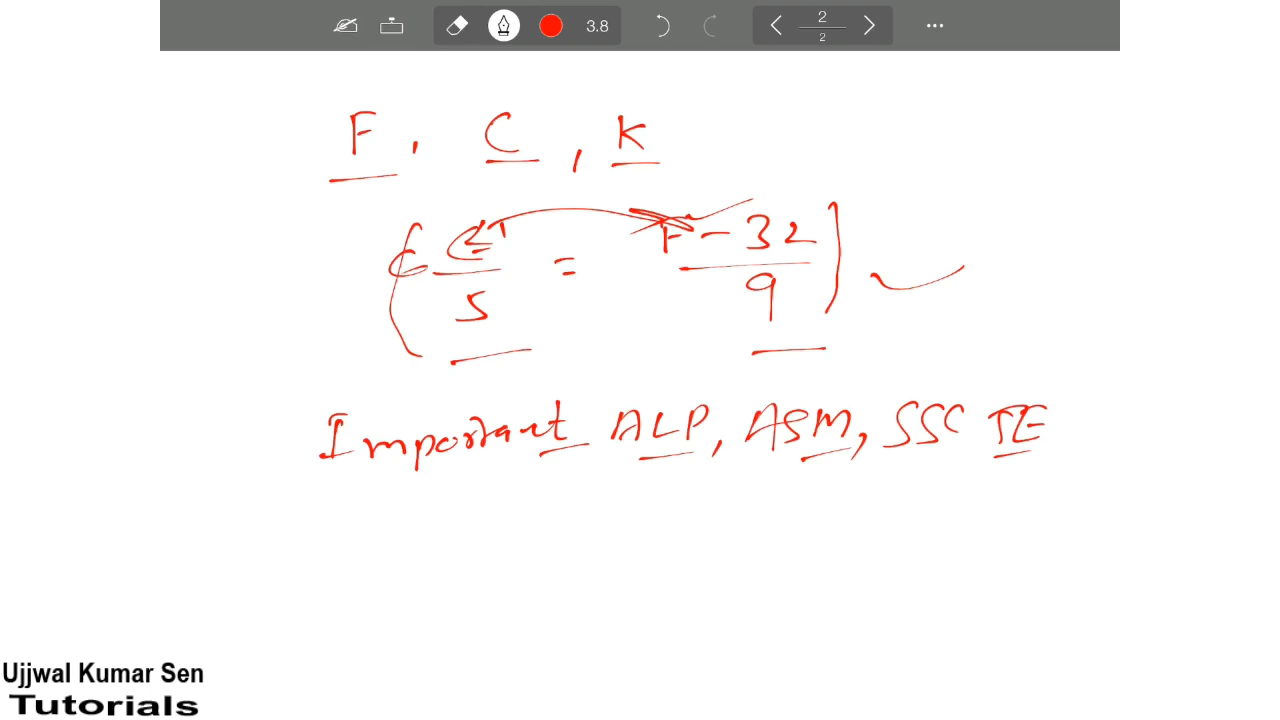 3.8
2
2
F, C, K
C/5 = F - 32/9
Important ALP, ASM, SSC JE
Ujjwal Kumar Sen
Tutorials